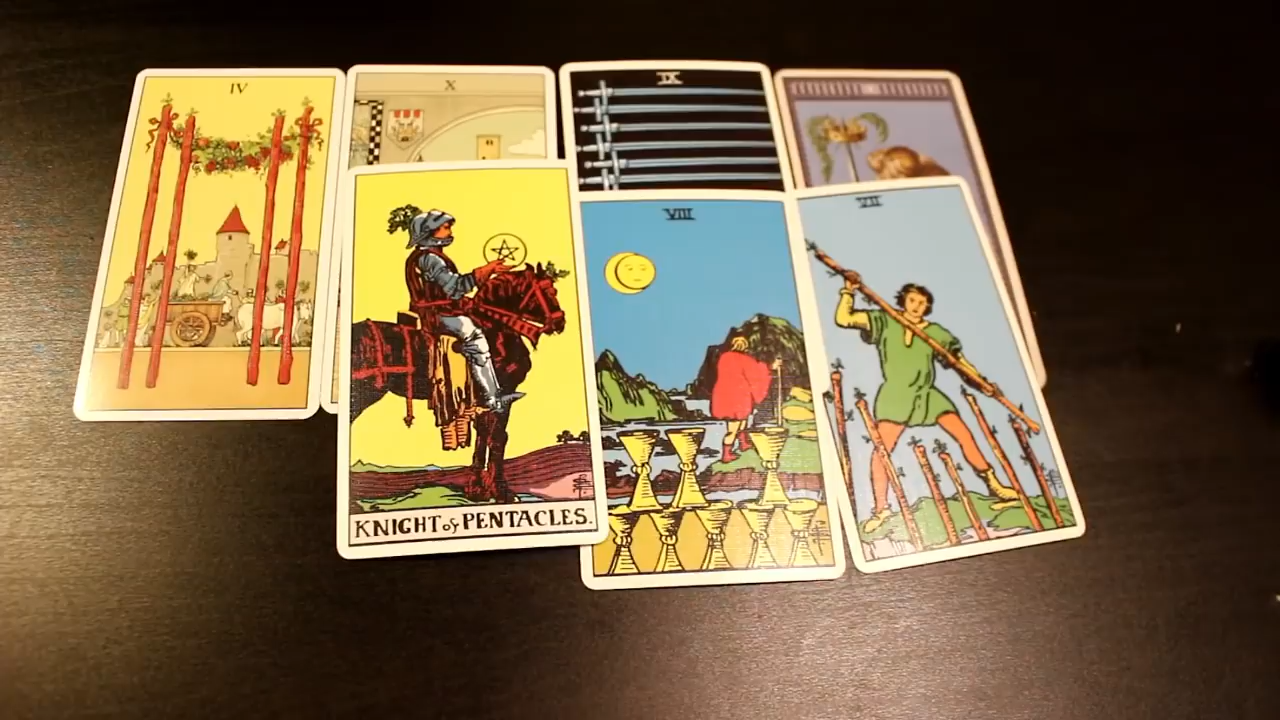 IV
X
IX
VIII
VII
KNIGHT of PENTACLES.